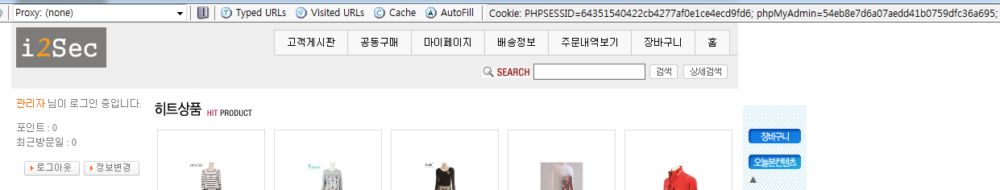 Proxy: (none) Typed URLs Visited URLs Cache AutoFill Cookie: PHPSESSID=64351540422cb4277af0e1ce4ecd9fd6; phpMyAdmin=54eb8e7d6a07aedd41b0759dfc36a695;
i2Sec
고객게시판 공동구매 마이페이지 배송정보 주문내역보기 장바구니 홈
SEARCH 검색 상세검색
관리자 님이 로그인 중입니다.
히트상품 HIT PRODUCT
포인트 : 0
최근방문일 : 0
로그아웃 정보변경
장바구니
오늘본컨텐츠